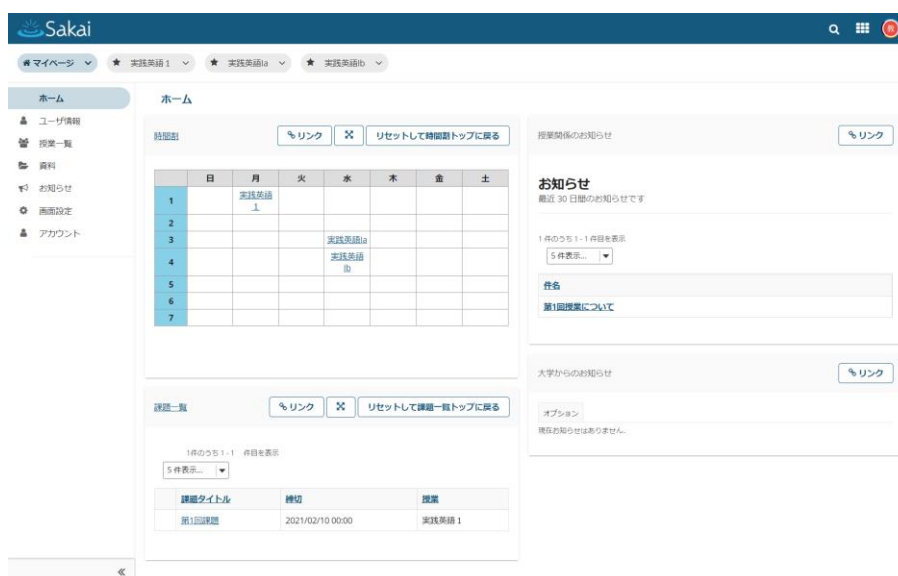 Sakai
教
マイページ
★ 実践英語1
★ 実践英語Ia
★ 実践英語Ib
ホーム
ユーザ情報
授業一覧
資料
お知らせ
画面設定
アカウント
ホーム
時間割
リンク
リセットして時間割トップに戻る
日 月 火 水 木 金 土
1 実践英語
1
2
3 実践英語Ia
4 実践英語
Ib
5
6
7
課題一覧
リンク
リセットして課題一覧トップに戻る
1件のうち1-1 件目を表示
5件表示...
課題タイトル 締切 授業
第1回課題 2021/02/10 00:00 実践英語1
授業関係のお知らせ
リンク
お知らせ
最近 30 日間のお知らせです
1 件のうち 1 - 1 件目を表示
5 件表示...
件名
第1回授業について
大学からのお知らせ
リンク
オプション
現在お知らせはありません.
«